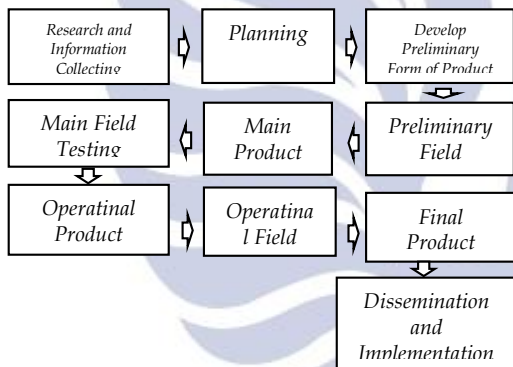 Research and
Information
Collecting
Planning
Develop
Preliminary
Form of Product
Preliminary
Field
Main
Product
Main Field
Testing
Operatinal
Product
Operatina
l Field
Final
Product
Dissemination
and
Implementation